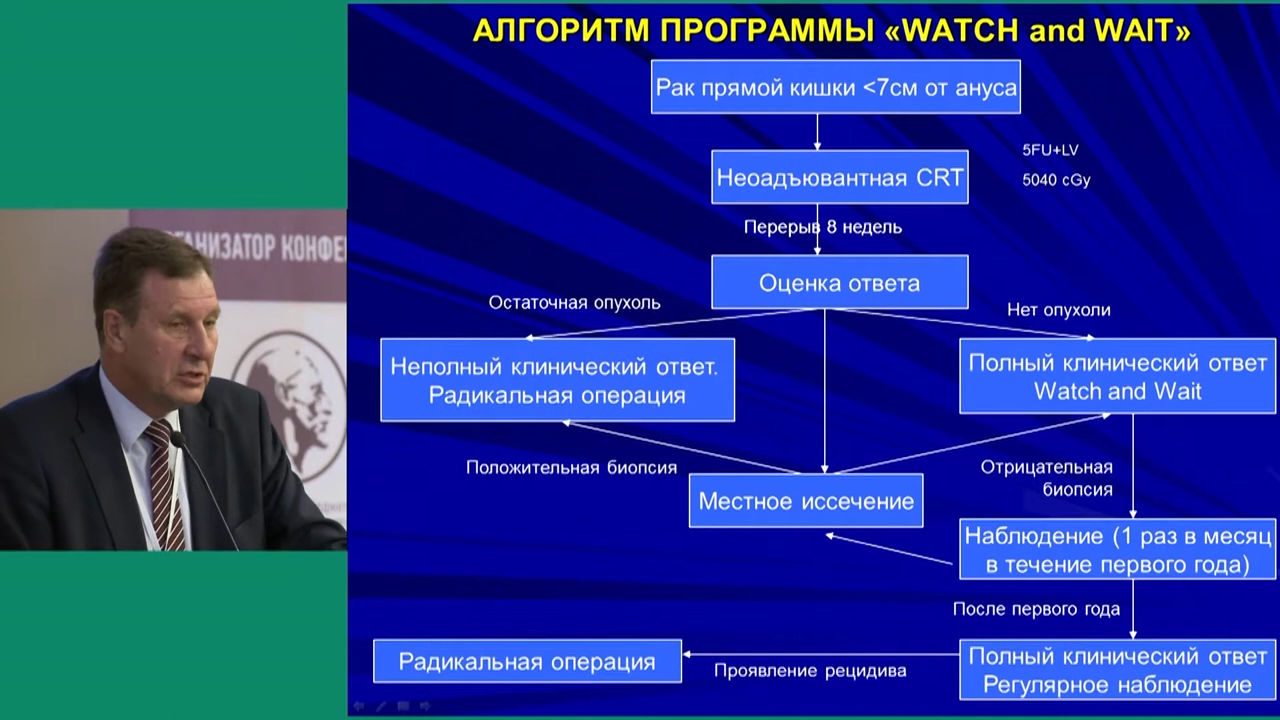 АЛГОРИТМ ПРОГРАММЫ «WATCH and WAIT»
Рак прямой кишки <7см от ануса
5FU+LV
Неоадъювантная CRT
5040 cGy
Перерыв 8 недель
Оценка ответа
Остаточная опухоль
Нет опухоли
Неполный клинический ответ.
Радикальная операция
Полный клинический ответ
Watch and Wait
Положительная биопсия
Отрицательная
биопсия
Местное иссечение
Наблюдение (1 раз в месяц
в течение первого года)
После первого года
Радикальная операция
Проявление рецидива
Полный клинический ответ
Регулярное наблюдение